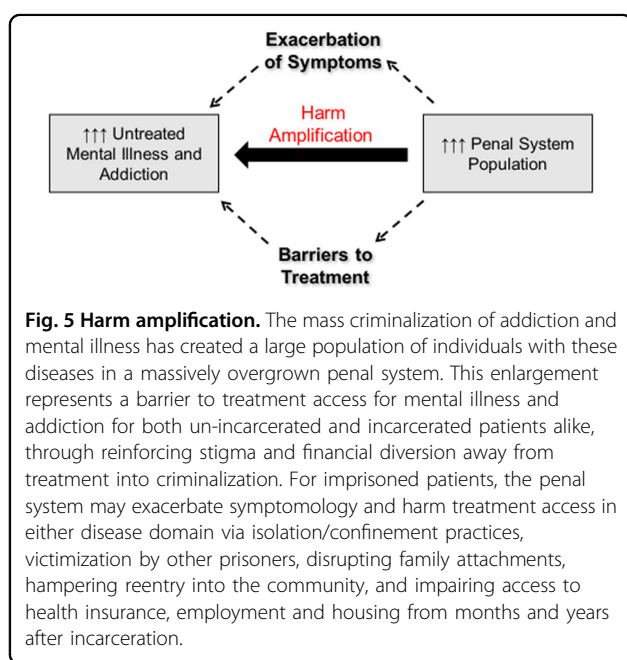 Exacerbation
of Symptoms
Harm
Amplification
↑↑↑ Untreated
Mental Illness and
Addiction
↑↑↑ Penal System
Population
Barriers to
Treatment
Fig. 5 Harm amplification. The mass criminalization of addiction and
mental illness has created a large population of individuals with these
diseases in a massively overgrown penal system. This enlargement
represents a barrier to treatment access for mental illness and
addiction for both un-incarcerated and incarcerated patients alike,
through reinforcing stigma and financial diversion away from
treatment into criminalization. For imprisoned patients, the penal
system may exacerbate symptomology and harm treatment access in
either disease domain via isolation/confinement practices,
victimization by other prisoners, disrupting family attachments,
hampering reentry into the community, and impairing access to
health insurance, employment and housing from months and years
after incarceration.